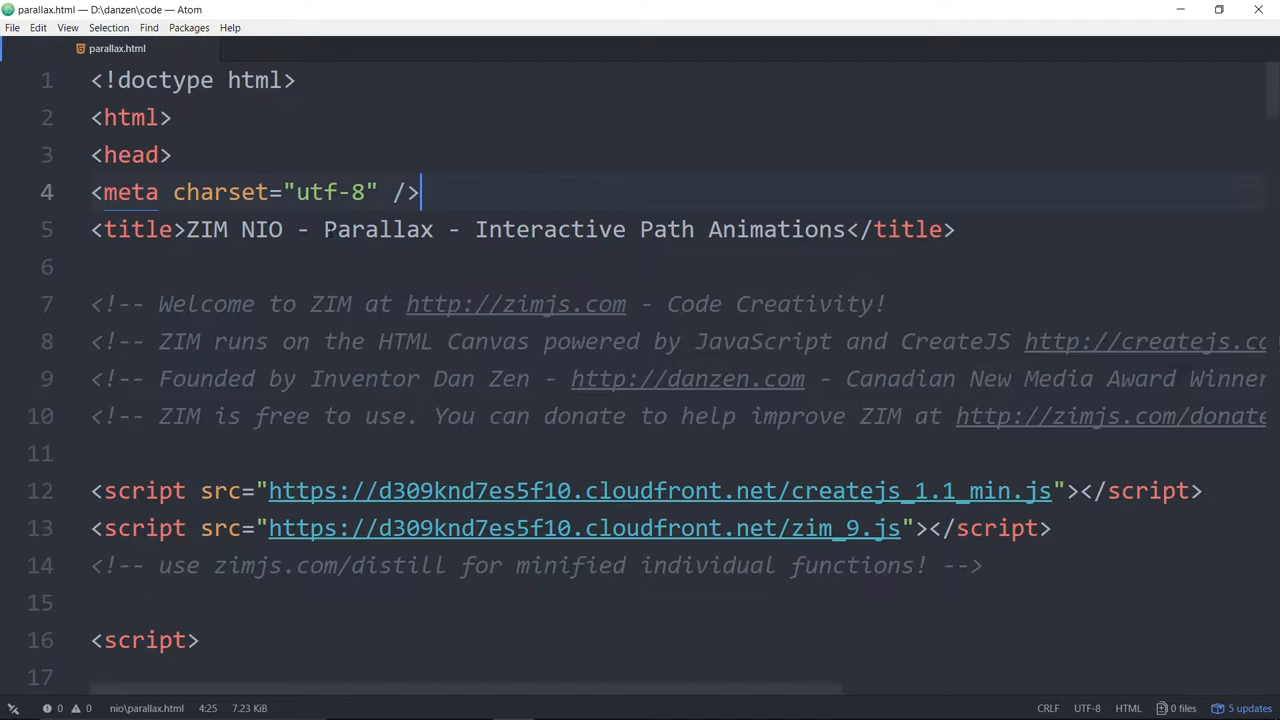 parallax.html — D:\danzen\code — Atom
File Edit View Selection Find Packages Help
parallax.html
1 <!doctype html>
2 <html>
3 <head>
4 <meta charset="utf-8" />
5 <title>ZIM NIO - Parallax - Interactive Path Animations</title>
6
7 <!-- Welcome to ZIM at http://zimjs.com - Code Creativity!
8 <!-- ZIM runs on the HTML Canvas powered by JavaScript and CreateJS http://createjs.co
9 <!-- Founded by Inventor Dan Zen - http://danzen.com - Canadian New Media Award Winner
10 <!-- ZIM is free to use. You can donate to help improve ZIM at http://zimjs.com/donate
11
12 <script src="https://d309knd7es5f10.cloudfront.net/createjs_1.1_min.js"></script>
13 <script src="https://d309knd7es5f10.cloudfront.net/zim_9.js"></script>
14 <!-- use zimjs.com/distill for minified individual functions! -->
15
16 <script>
17
0 0 nio\parallax.html 4:25 7.23 KiB CRLF UTF-8 HTML 0 files 5 updates